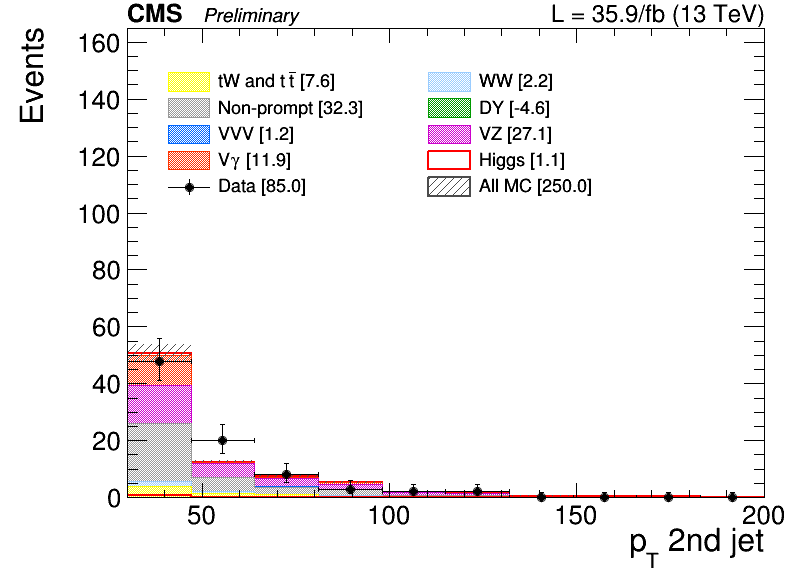 CMS Preliminary L = 35.9/fb (13 TeV)
Events
160
140
120
100
80
60
40
20
0
tW and t t̅ [7.6] WW [2.2]
Non-prompt [32.3] DY [-4.6]
VVV [1.2] VZ [27.1]
Vγ [11.9] Higgs [1.1]
Data [85.0] All MC [250.0]
50 100 150 200
p_T 2nd jet